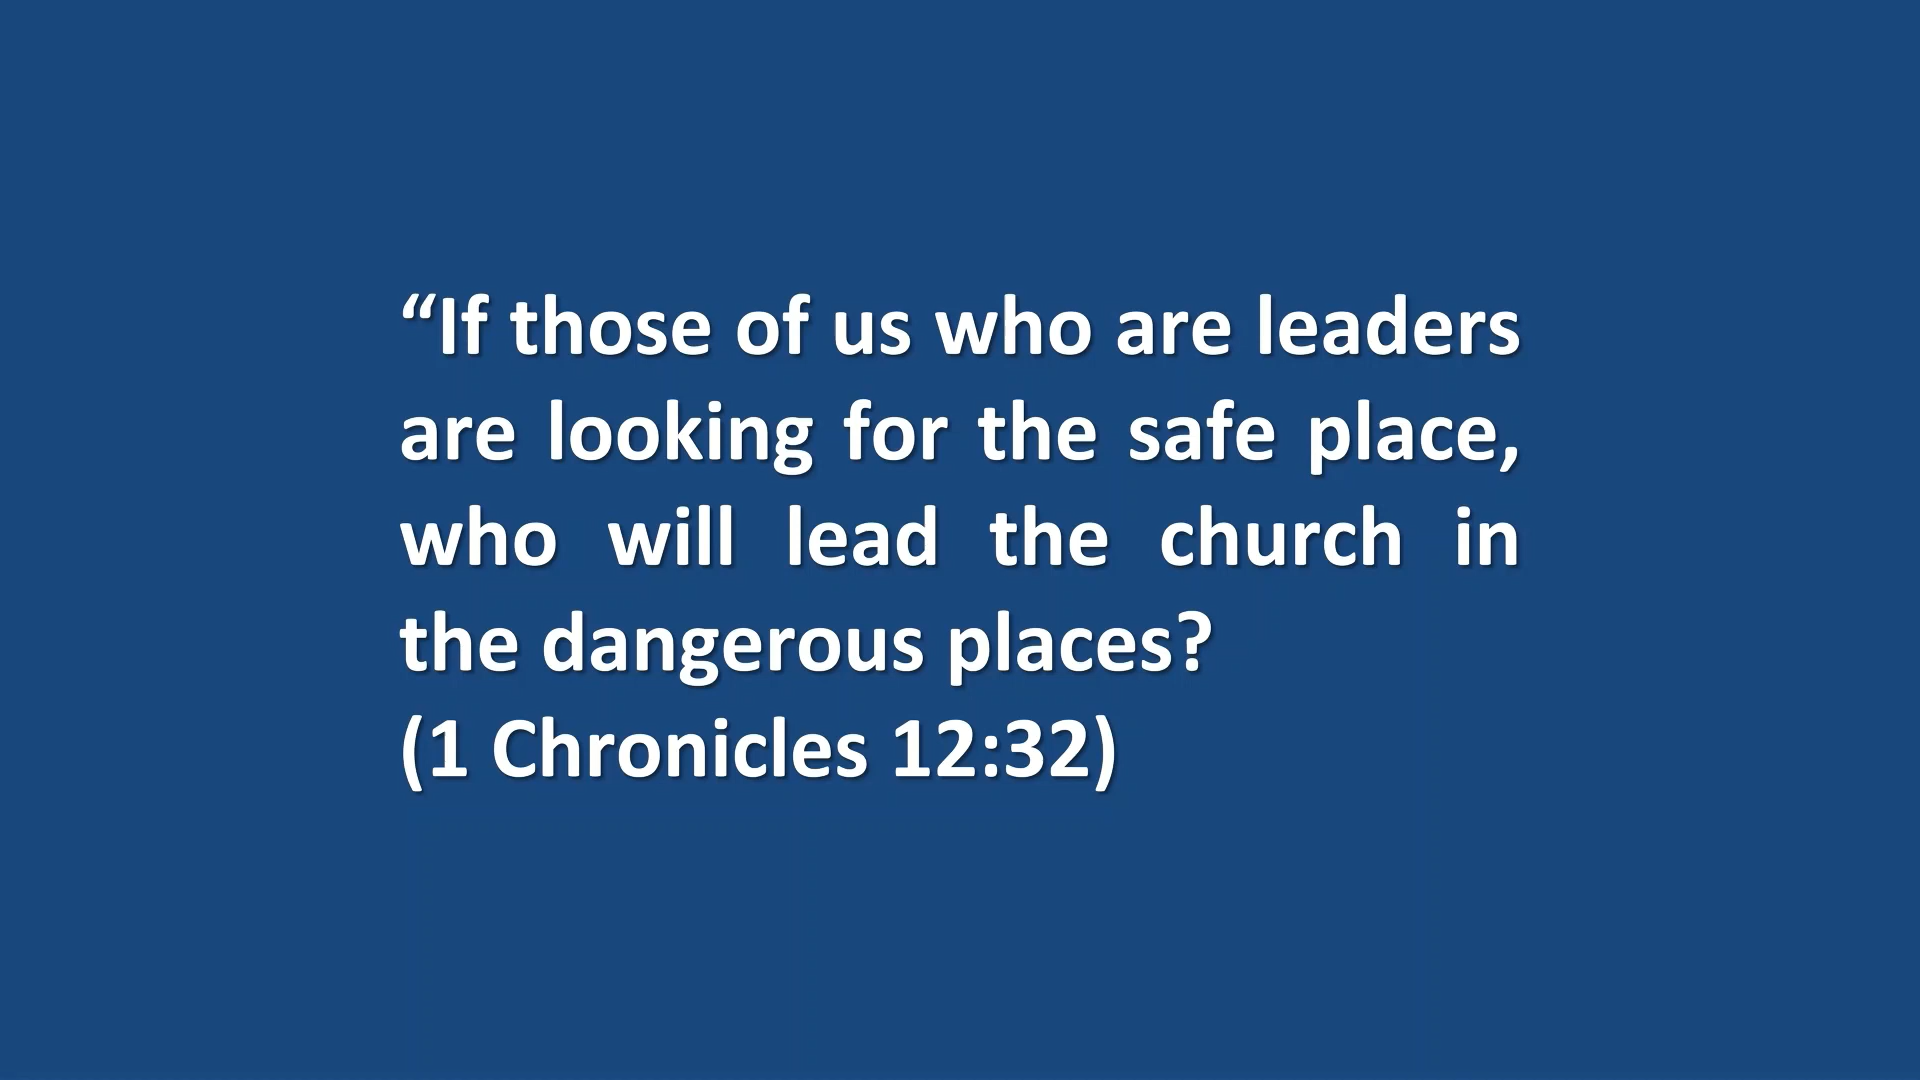 “If those of us who are leaders
are looking for the safe place,
who will lead the church in
the dangerous places?
(1 Chronicles 12:32)